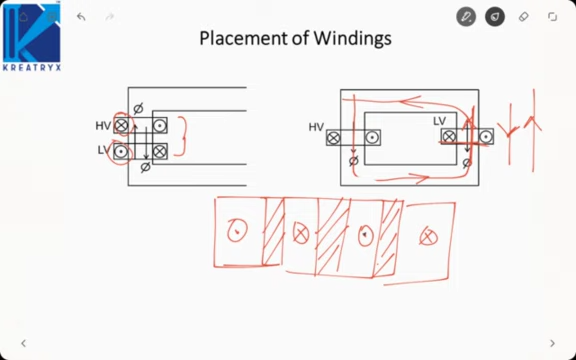 KREATRYX
Placement of Windings
HV
LV
Ø
Ø
HV
LV
Ø
Ø